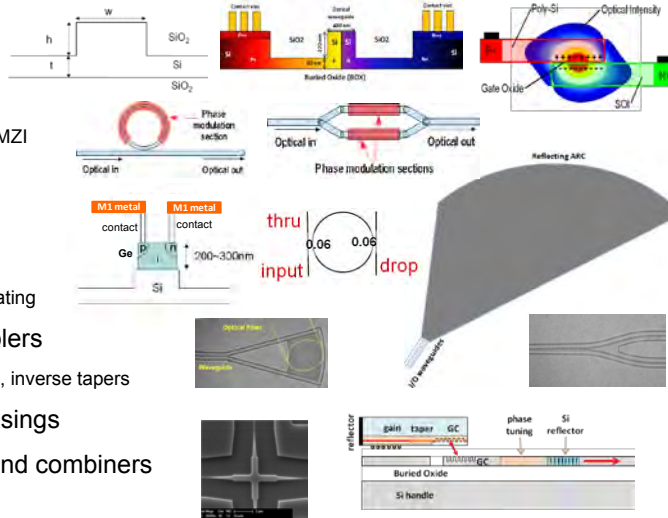 w
h
t
SiO2
Si
SiO2
Contact vias
Optical waveguide
Contact vias
SiO2
SiO2
Si
Si
Si
Buried Oxide (BOX)
Poly-Si
Optical Intensity
Gate Oxide
SOI
MZI
Phase modulation section
Optical in
Optical out
Optical in
Optical out
Phase modulation sections
Reflecting ARC
I/O waveguides
M1 metal
M1 metal
contact
contact
Ge
p
n
i
200~300nm
Si
thru
0.06
0.06
input
drop
ating
lers
, inverse tapers
sings
nd combiners
Optical Fiber
Waveguide
reflector
gain
taper
GC
phase tuning
Si reflector
GC
Buried Oxide
Si handle